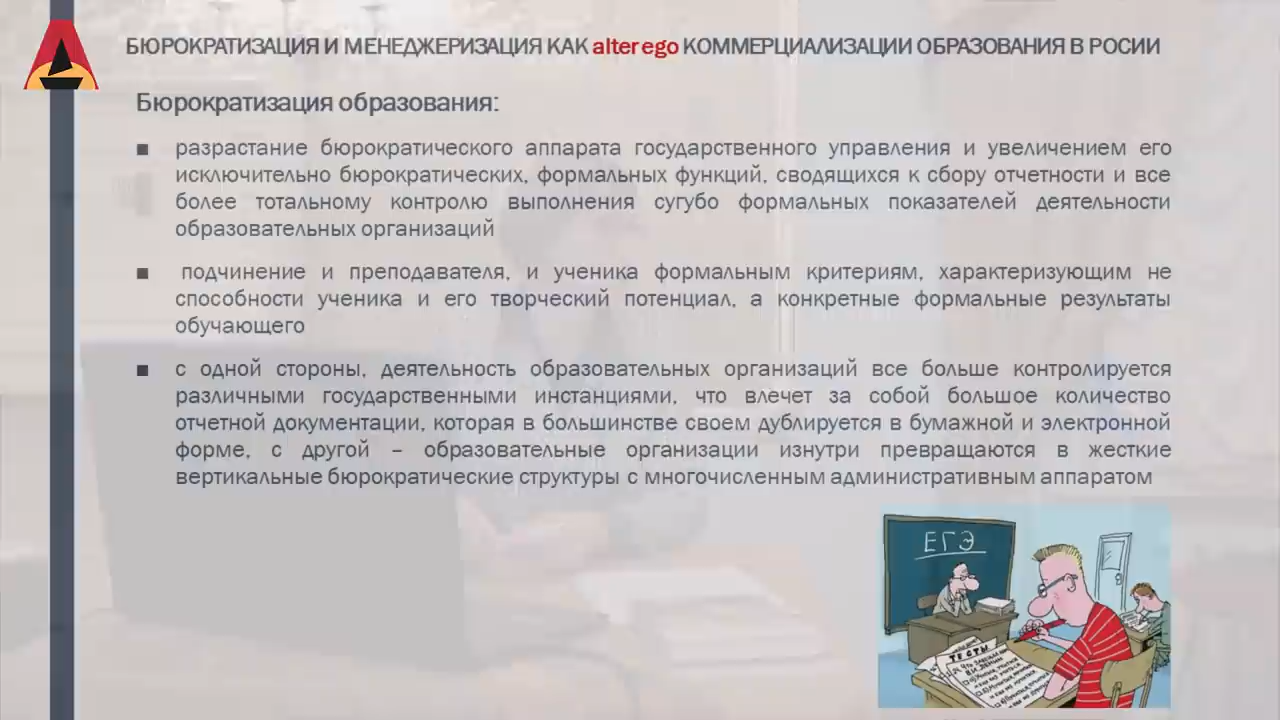 БЮРОКРАТИЗАЦИЯ И МЕНЕДЖЕРИЗАЦИЯ КАК alter ego КОММЕРЦИАЛИЗАЦИИ ОБРАЗОВАНИЯ В РОСИИ
Бюрократизация образования:
■ разрастание бюрократического аппарата государственного управления и увеличением его
исключительно бюрократических, формальных функций, сводящихся к сбору отчетности и все
более тотальному контролю выполнения сугубо формальных показателей деятельности
образовательных организаций
■ подчинение и преподавателя, и ученика формальным критериям, характеризующим не
способности ученика и его творческий потенциал, а конкретные формальные результаты
обучающего
■ с одной стороны, деятельность образовательных организаций все больше контролируется
различными государственными инстанциями, что влечет за собой большое количество
отчетной документации, которая в большинстве своем дублируется в бумажной и электронной
форме, с другой – образовательные организации изнутри превращаются в жесткие
вертикальные бюрократические структуры с многочисленным административным аппаратом
ЕГЭ
ТЕСТЫ